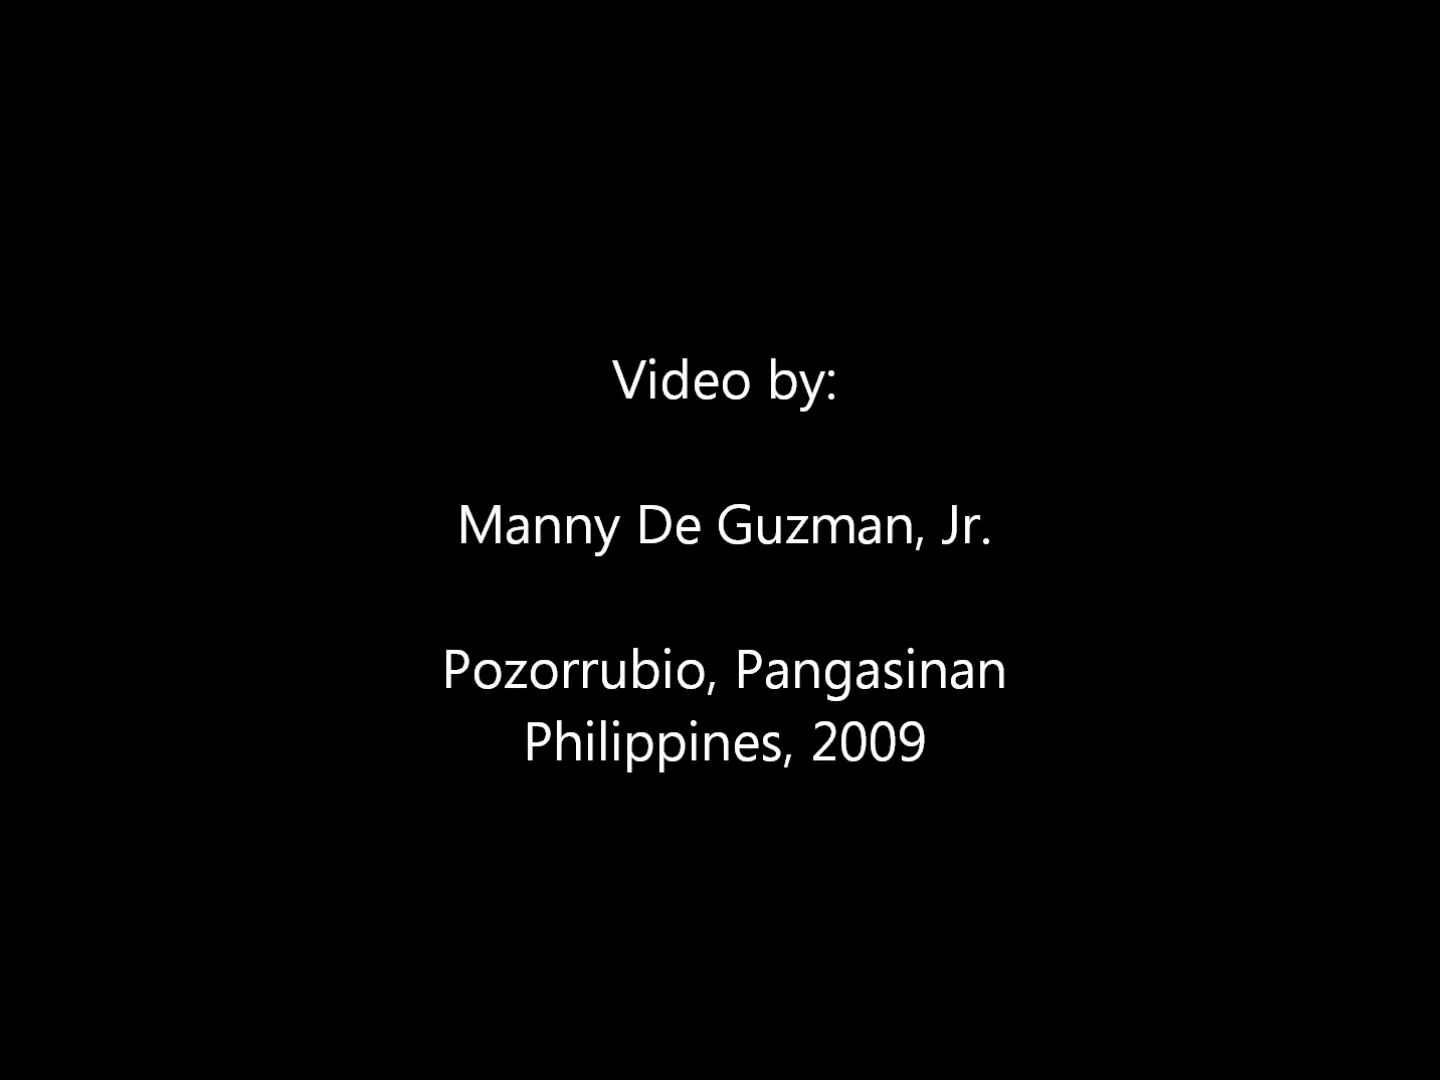 Video by:
Manny De Guzman, Jr.
Pozorrubio, Pangasinan
Philippines, 2009